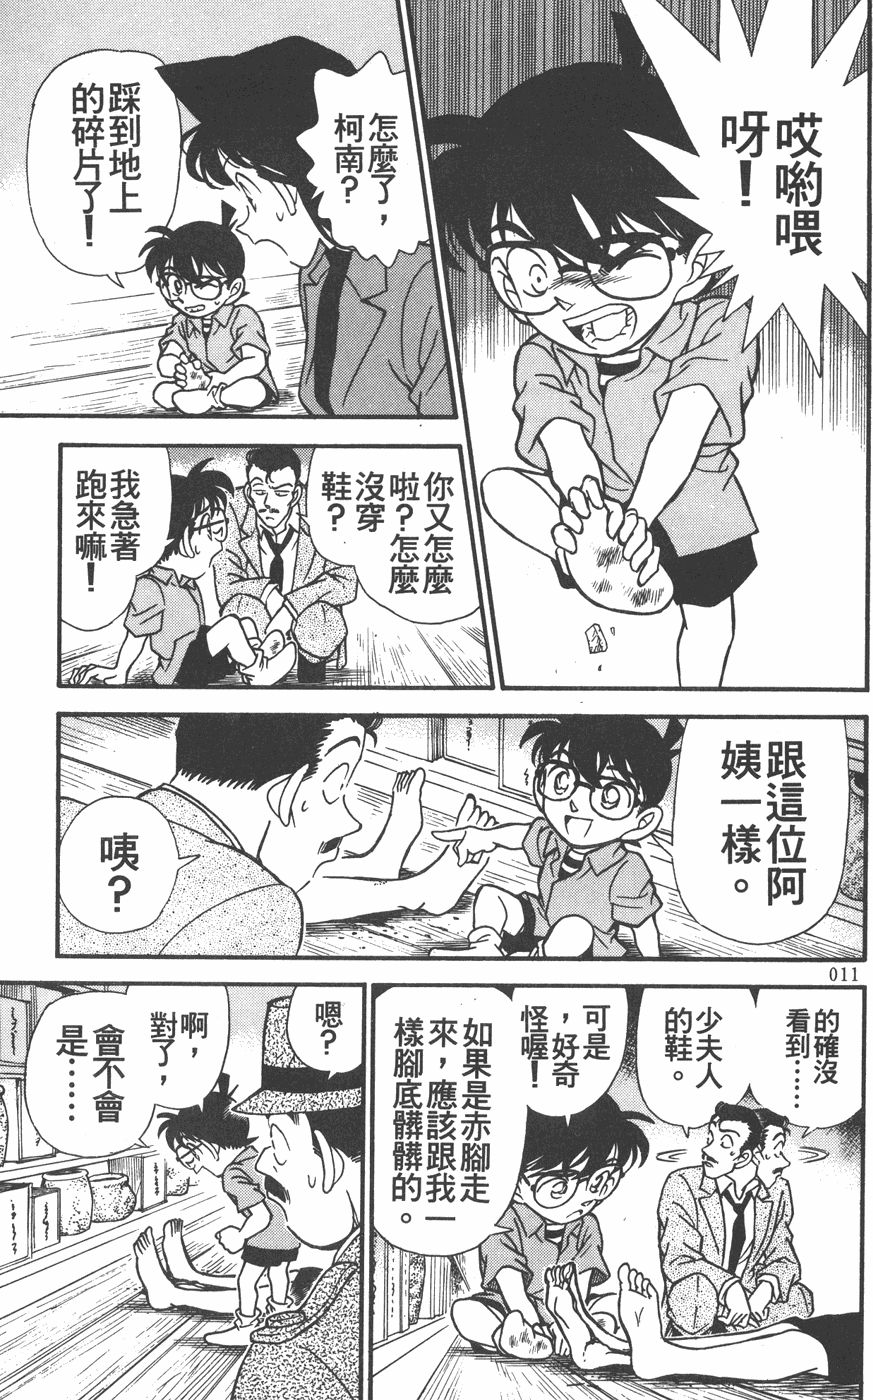 哎喲喂
呀！
怎麼了，
柯南？
踩到地上
的碎片了！
你又怎麼
啦？怎麼
沒穿
鞋？
我急著
跑來嘛！
跟這位阿
姨一樣。
咦？
011
的確沒
看到……
少夫人
的鞋。
可是
，好奇
怪喔！
如果是赤腳走
來，應該跟我一
樣腳底髒髒的。
嗯？
啊，
對了，
會不會
是……